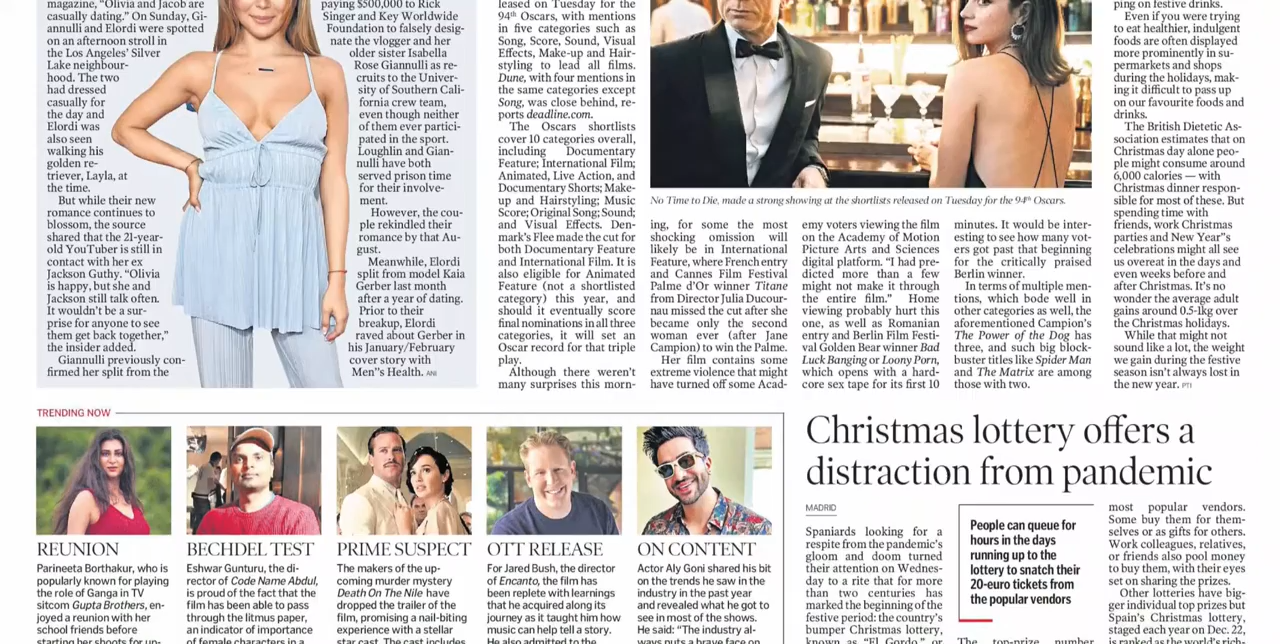 magazine, “Olivia and Jacob are
casually dating.” On Sunday, Gi-
annulli and Elordi were spotted
on an afternoon stroll in
the Los Angeles’ Silver
Lake neighbour-
hood. The two
had dressed
casually for
the day and
Elordi was
also seen
walking his
golden re-
triever, Layla, at
the time.
But while their new
romance continues to
blossom, the source
shared that the 21-year-
old YouTuber is still in
contact with her ex
Jackson Guthy. “Olivia
is happy, but she and
Jackson still talk often.
It wouldn’t be a sur-
prise for anyone to see
them get back together,”
the insider added.
Giannulli previously con-
firmed her split from the
paying $500,000 to Rick
Singer and Key Worldwide
Foundation to falsely desig-
nate the vlogger and her
older sister Isabella
Rose Giannulli as re-
cruits to the Univer-
sity of Southern Cali-
fornia crew team,
even though neither
of them ever partici-
pated in the sport.
Loughlin and Gian-
nulli have both
served prison time
for their involve-
ment.
However, the cou-
ple rekindled their
romance by that Au-
gust.
Meanwhile, Elordi
split from model Kaia
Gerber last month
after a year of dating.
Prior to their
breakup, Elordi
raved about Gerber in
his January/February
cover story with
Men”s Health. ANI
leased on Tuesday for the
94th Oscars, with mentions
in five categories such as
Song, Score, Sound, Visual
Effects, Make-up and Hair-
styling to lead all films.
Dune, with four mentions in
the same categories except
Song, was close behind, re-
ports deadline.com.
The Oscars shortlists
cover 10 categories overall,
including Documentary
Feature; International Film;
Animated, Live Action, and
Documentary Shorts; Make-
up and Hairstyling; Music
Score; Original Song; Sound;
and Visual Effects. Den-
mark’s Flee made the cut for
both Documentary Feature
and International Film. It is
also eligible for Animated
Feature (not a shortlisted
category) this year, and
should it eventually score
final nominations in all three
categories, it will set an
Oscar record for that triple
play.
Although there weren’t
many surprises this morn-
No Time to Die, made a strong showing at the shortlists released on Tuesday for the 94th Oscars.
ing, for some the most
shocking omission will
likely be in International
Feature, where French entry
and Cannes Film Festival
Palme d’Or winner Titane
from Director Julia Ducour-
nau missed the cut after she
became only the second
woman ever (after Jane
Campion) to win the Palme.
Her film contains some
extreme violence that might
have turned off some Acad-
emy voters viewing the film
on the Academy of Motion
Picture Arts and Sciences
digital platform. “I had pre-
dicted more than a few
might not make it through
the entire film.” Home
viewing probably hurt this
one, as well as Romanian
entry and Berlin Film Festi-
val Golden Bear winner Bad
Luck Banging or Loony Porn,
which opens with a hard-
core sex tape for its first 10
minutes. It would be inter-
esting to see how many vot-
ers got past that beginning
for the critically praised
Berlin winner.
In terms of multiple men-
tions, which bode well in
other categories as well, the
aforementioned Campion’s
The Power of the Dog has
three, and such big block-
buster titles like Spider Man
and The Matrix are among
those with two.
ping on festive drinks.
Even if you were trying
to eat healthier, indulgent
foods are often displayed
more prominently in su-
permarkets and shops
during the holidays, mak-
ing it difficult to pass up
on our favourite foods and
drinks.
The British Dietetic As-
sociation estimates that on
Christmas day alone peo-
ple might consume around
6,000 calories — with
Christmas dinner respon-
sible for most of these. But
spending time with
friends, work Christmas
parties and New Year”s
celebrations might all see
us overeat in the days and
even weeks before and
after Christmas. It’s no
wonder the average adult
gains around 0.5-1kg over
the Christmas holidays.
While that might not
sound like a lot, the weight
we gain during the festive
season isn’t always lost in
the new year. PTI
TRENDING NOW
REUNION
Parineeta Borthakur, who is
popularly known for playing
the role of Ganga in TV
sitcom Gupta Brothers, en-
joyed a reunion with her
school friends before
starting her shoots for up-
BECHDEL TEST
Eshwar Gunturu, the di-
rector of Code Name Abdul,
is proud of the fact that the
film has been able to pass
through the litmus paper,
an indicator of importance
of female characters in a
PRIME SUSPECT
The makers of the up-
coming murder mystery
Death On The Nile have
dropped the trailer of the
film, promising a nail-biting
experience with a stellar
star cast. The cast includes
OTT RELEASE
For Jared Bush, the director
of Encanto, the film has
been replete with learnings
that he acquired along its
journey as it taught him how
music can help tell a story.
He also admitted to the
ON CONTENT
Actor Aly Goni shared his bit
on the trends he saw in the
industry in the past year
and revealed what he got to
see in most of the shows.
He said: “The industry al-
ways puts a brave face on
Christmas lottery offers a
distraction from pandemic
MADRID
Spaniards looking for a
respite from the pandemic’s
gloom and doom turned
their attention on Wednes-
day to a rite that for more
than two centuries has
marked the beginning of the
festive period: the country’s
bumper Christmas lottery,
known as “El Gordo,” or
People can queue for
hours in the days
running up to the
lottery to snatch their
20-euro tickets from
the popular vendors
The top-prize number
most popular vendors.
Some buy them for them-
selves or as gifts for others.
Work colleagues, relatives,
or friends also pool money
to buy them, with their eyes
set on sharing the prizes.
Other lotteries have big-
ger individual top prizes but
Spain’s Christmas lottery,
staged each year on Dec. 22,
is ranked as the world’s rich-